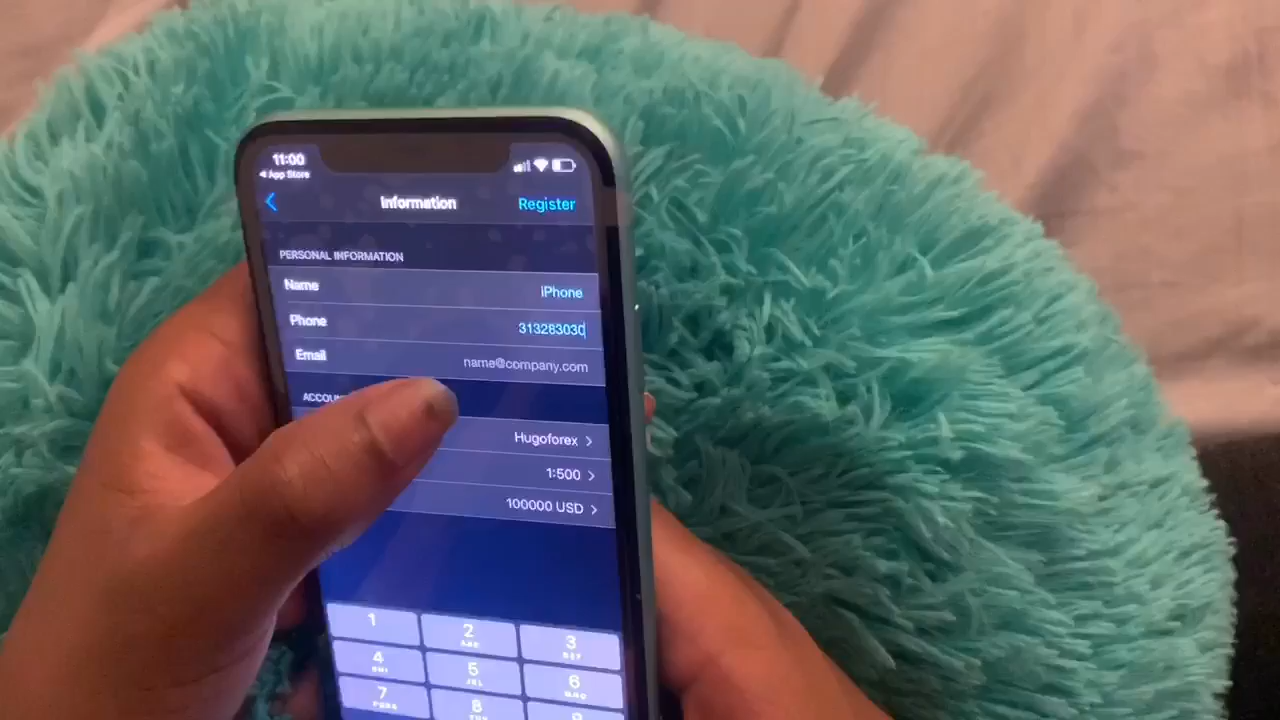 11:00
App Store
Information
Register
PERSONAL INFORMATION
Name
iPhone
Phone
313283030
Email
name@company.com
Hugoforex
1:500
100000 USD
1
2
ABC
3
DEF
4
GHI
5
JKL
6
MNO
7
PQRS
8
TUV
9